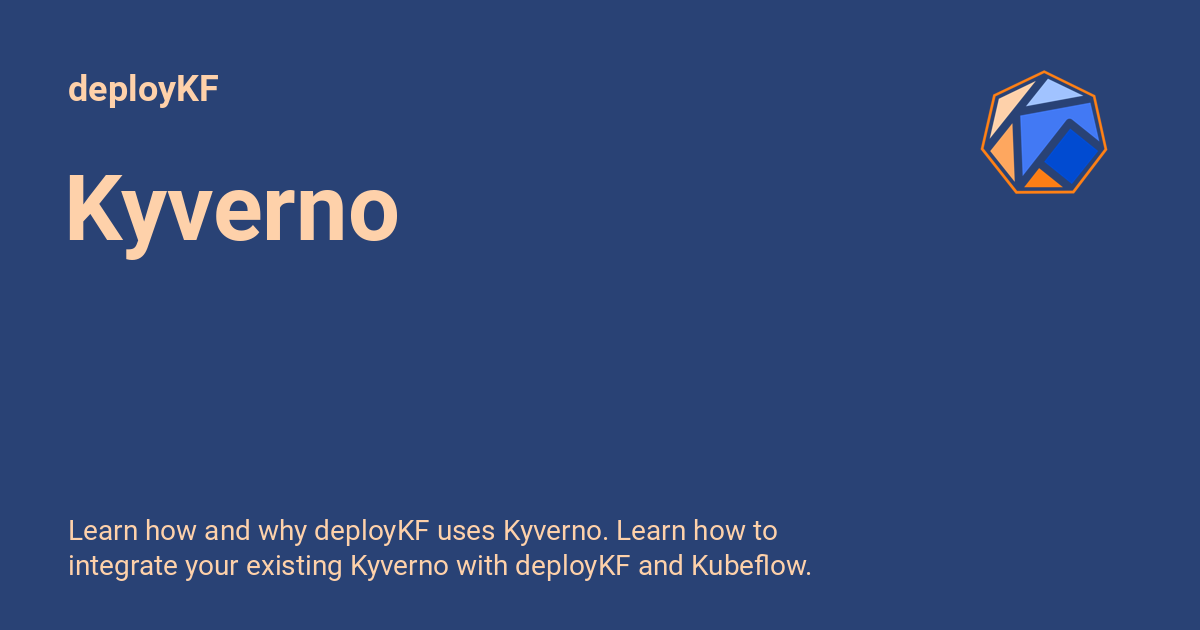 deployKF
Kyverno
Learn how and why deployKF uses Kyverno. Learn how to
integrate your existing Kyverno with deployKF and Kubeflow.